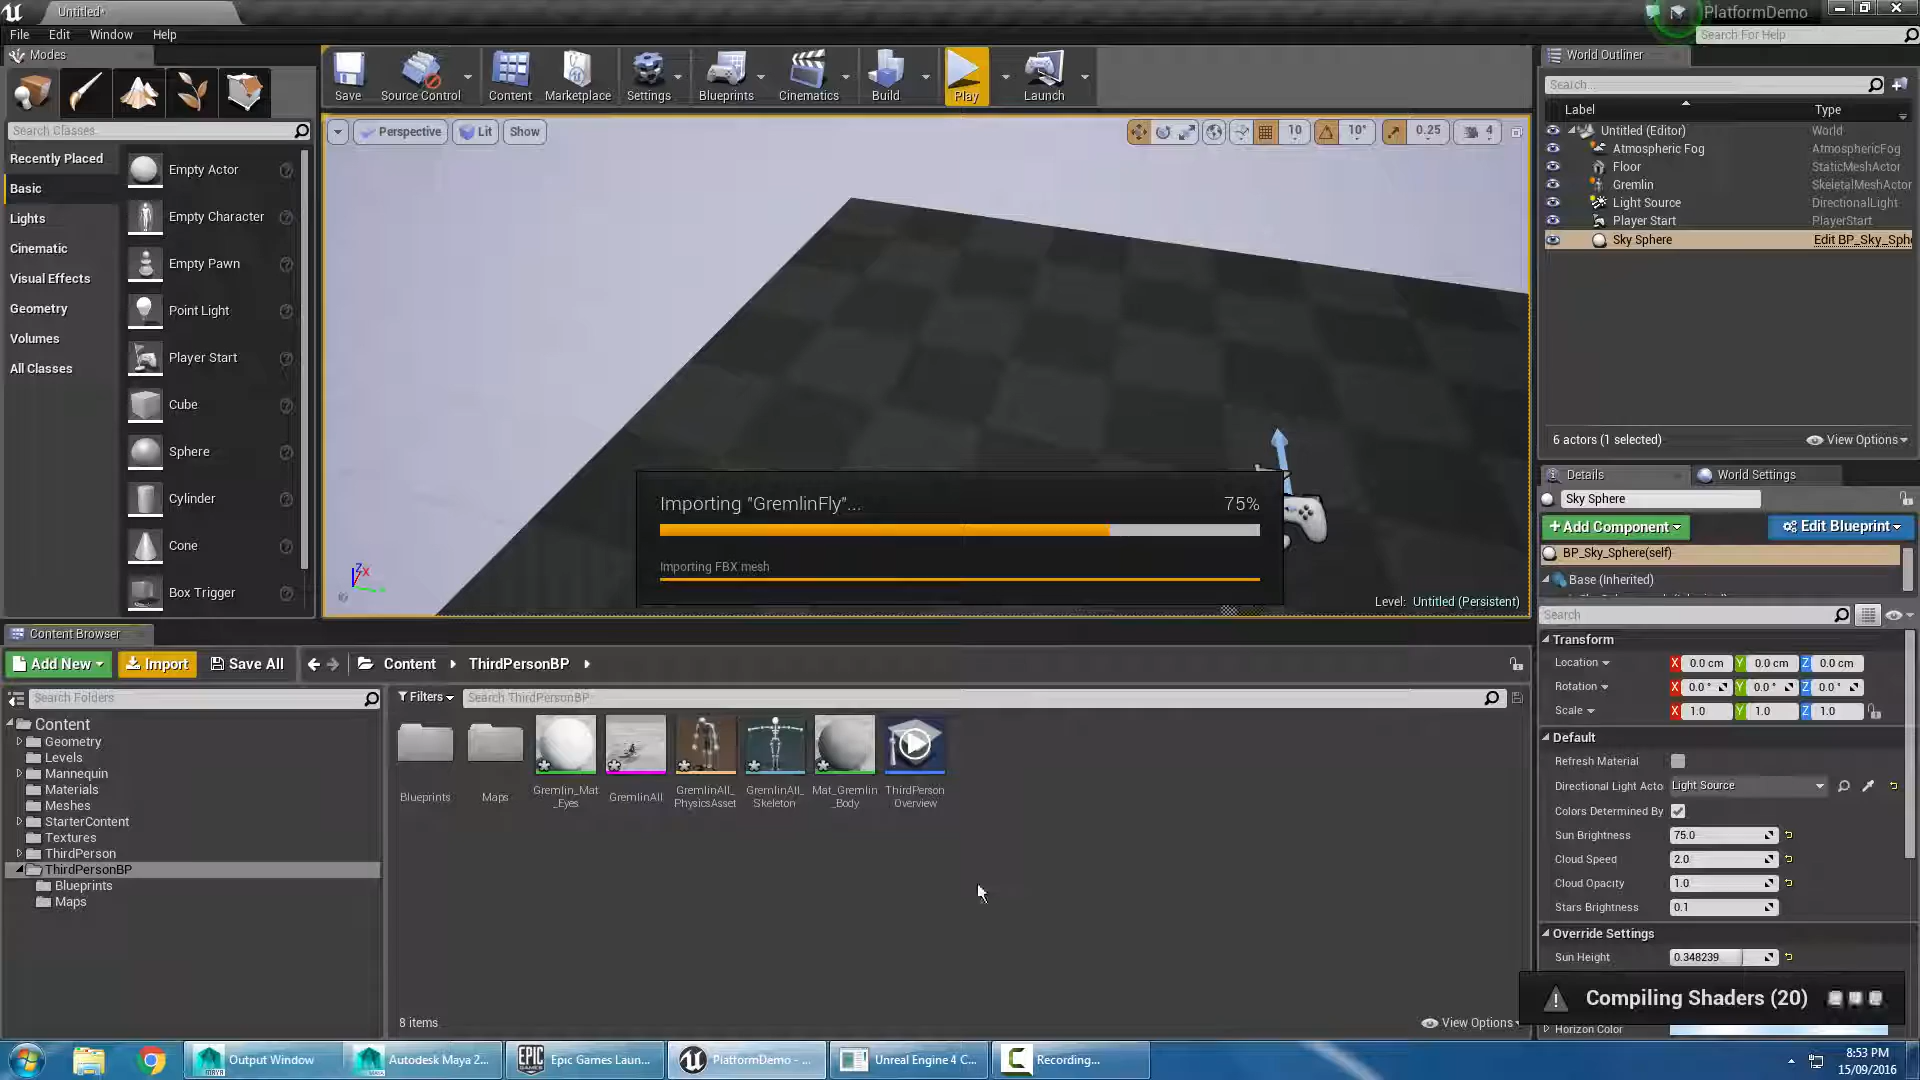 Untitled*
PlatformDemo
File Edit Window Help
Search For Help
Modes
Save
Source Control
Content
Marketplace
Settings
Blueprints
Cinematics
Build
Play
Launch
Search Classes
Recently Placed
Basic
Lights
Cinematic
Visual Effects
Geometry
Volumes
All Classes
Empty Actor
Empty Character
Empty Pawn
Point Light
Player Start
Cube
Sphere
Cylinder
Cone
Box Trigger
Perspective Lit Show
10 10° 0.25 4
Importing "GremlinFly"... 75%
Importing FBX mesh
Level: Untitled (Persistent)
World Outliner
Search...
Label Type
Untitled (Editor) World
Atmospheric Fog AtmosphericFog
Floor StaticMeshActor
Gremlin SkeletalMeshActor
Light Source DirectionalLight
Player Start PlayerStart
Sky Sphere Edit BP_Sky_Sph
6 actors (1 selected) View Options
Details World Settings
Sky Sphere
+Add Component Edit Blueprint
BP_Sky_Sphere(self)
Base (Inherited)
Search
Transform
Location X 0.0 cm Y 0.0 cm Z 0.0 cm
Rotation X 0.0 ° Y 0.0 ° Z 0.0 °
Scale X 1.0 Y 1.0 Z 1.0
Default
Refresh Material
Directional Light Acto Light Source
Colors Determined By
Sun Brightness 75.0
Cloud Speed 2.0
Cloud Opacity 1.0
Stars Brightness 0.1
Override Settings
Sun Height 0.348239
Compiling Shaders (20)
Horizon Color
Content Browser
Add New Import Save All Content ThirdPersonBP
Search Folders
Filters Search ThirdPersonBP
Content
Geometry
Levels
Mannequin
Materials
Meshes
StarterContent
Textures
ThirdPerson
ThirdPersonBP
Blueprints
Maps
Blueprints
Maps
Gremlin_Mat
_Eyes
GremlinAll
GremlinAll_
PhysicsAsset
GremlinAll_
Skeleton
Mat_Gremlin
_Body
ThirdPerson
Overview
8 items
View Options
Output Window
Autodesk Maya 2...
EPIC
GAMES
Epic Games Laun...
PlatformDemo - ...
Unreal Engine 4 C...
Recording...
8:53 PM
15/09/2016